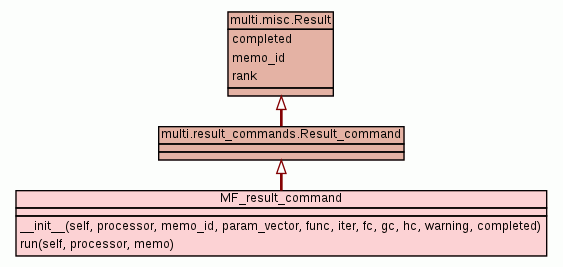 multi.misc.Result
completed
memo_id
rank
multi.result_commands.Result_command
MF_result_command
__init__(self, processor, memo_id, param_vector, func, iter, fc, gc, hc, warning, completed)
run(self, processor, memo)